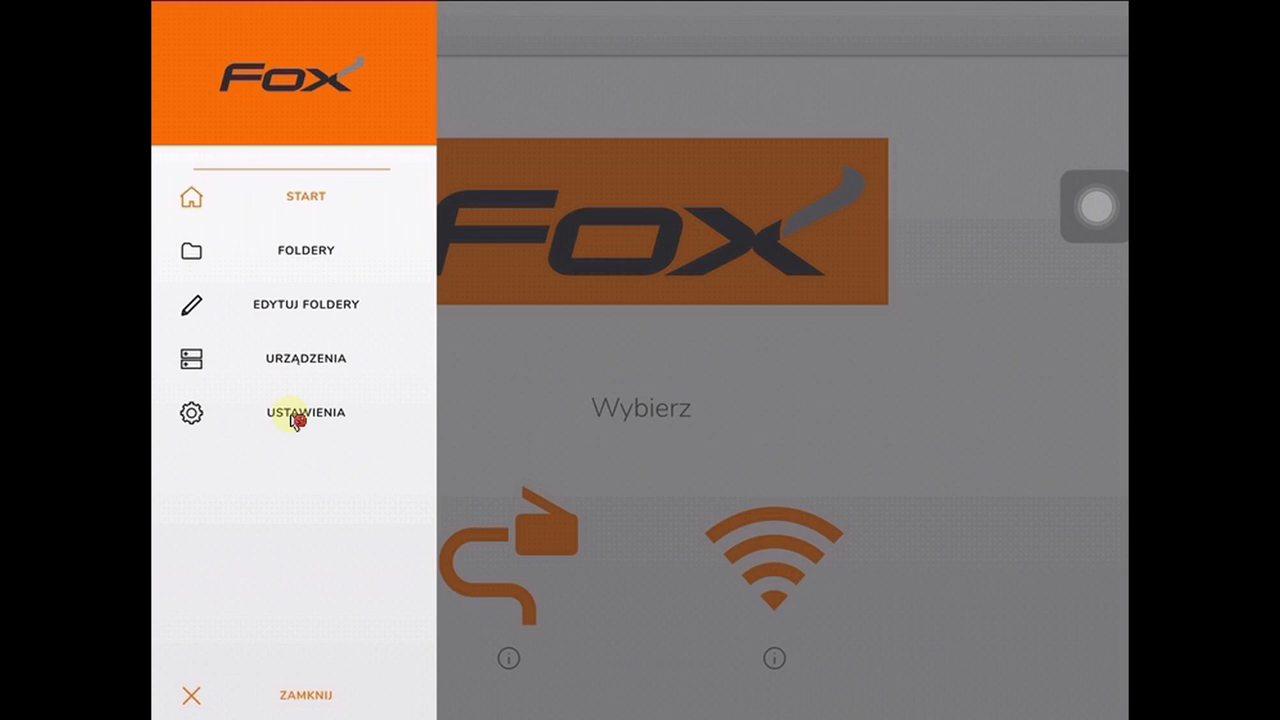 Fox
START
FOLDERY
EDYTUJ FOLDERY
URZĄDZENIA
USTAWIENIA
ZAMKNIJ
Fox
Wybierz